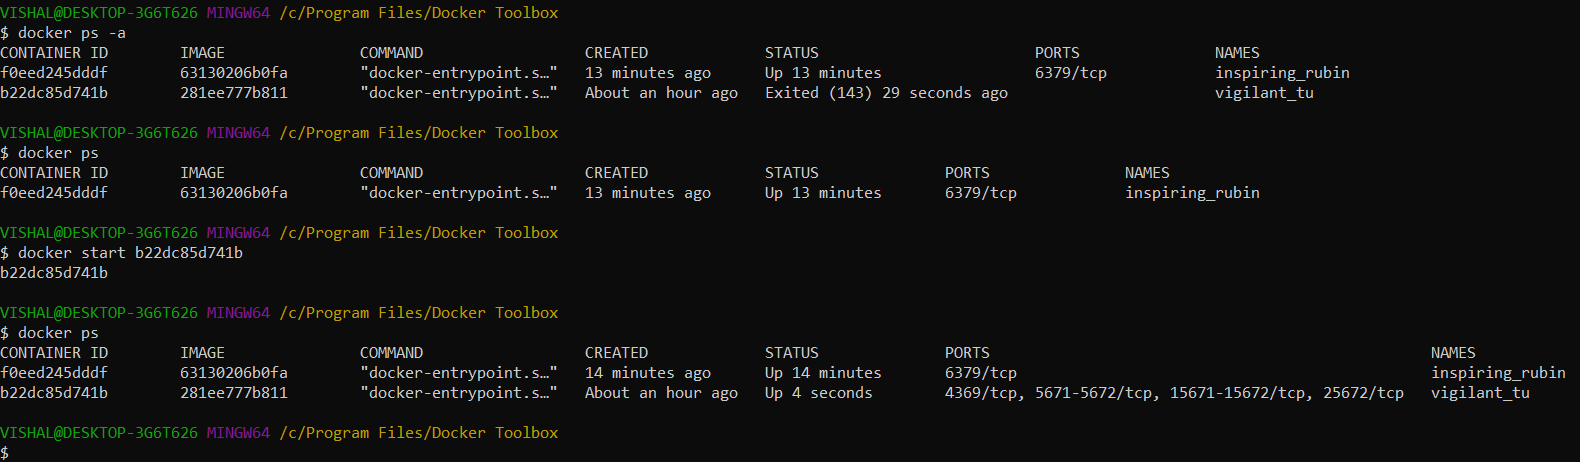 VISHAL@DESKTOP-3G6T626 MINGW64 /c/Program Files/Docker Toolbox
$ docker ps -a
CONTAINER ID        IMAGE               COMMAND                  CREATED             STATUS                        PORTS               NAMES
f0eed245dddf        63130206b0fa        "docker-entrypoint.s…"   13 minutes ago      Up 13 minutes                 6379/tcp            inspiring_rubin
b22dc85d741b        281ee777b811        "docker-entrypoint.s…"   About an hour ago   Exited (143) 29 seconds ago                       vigilant_tu
VISHAL@DESKTOP-3G6T626 MINGW64 /c/Program Files/Docker Toolbox
$ docker ps
CONTAINER ID        IMAGE               COMMAND                  CREATED             STATUS              PORTS               NAMES
f0eed245dddf        63130206b0fa        "docker-entrypoint.s…"   13 minutes ago      Up 13 minutes       6379/tcp            inspiring_rubin
VISHAL@DESKTOP-3G6T626 MINGW64 /c/Program Files/Docker Toolbox
$ docker start b22dc85d741b
b22dc85d741b
VISHAL@DESKTOP-3G6T626 MINGW64 /c/Program Files/Docker Toolbox
$ docker ps
CONTAINER ID        IMAGE               COMMAND                  CREATED             STATUS              PORTS                                                 NAMES
f0eed245dddf        63130206b0fa        "docker-entrypoint.s…"   14 minutes ago      Up 14 minutes       6379/tcp                                              inspiring_rubin
b22dc85d741b        281ee777b811        "docker-entrypoint.s…"   About an hour ago   Up 4 seconds        4369/tcp, 5671-5672/tcp, 15671-15672/tcp, 25672/tcp   vigilant_tu
VISHAL@DESKTOP-3G6T626 MINGW64 /c/Program Files/Docker Toolbox
$